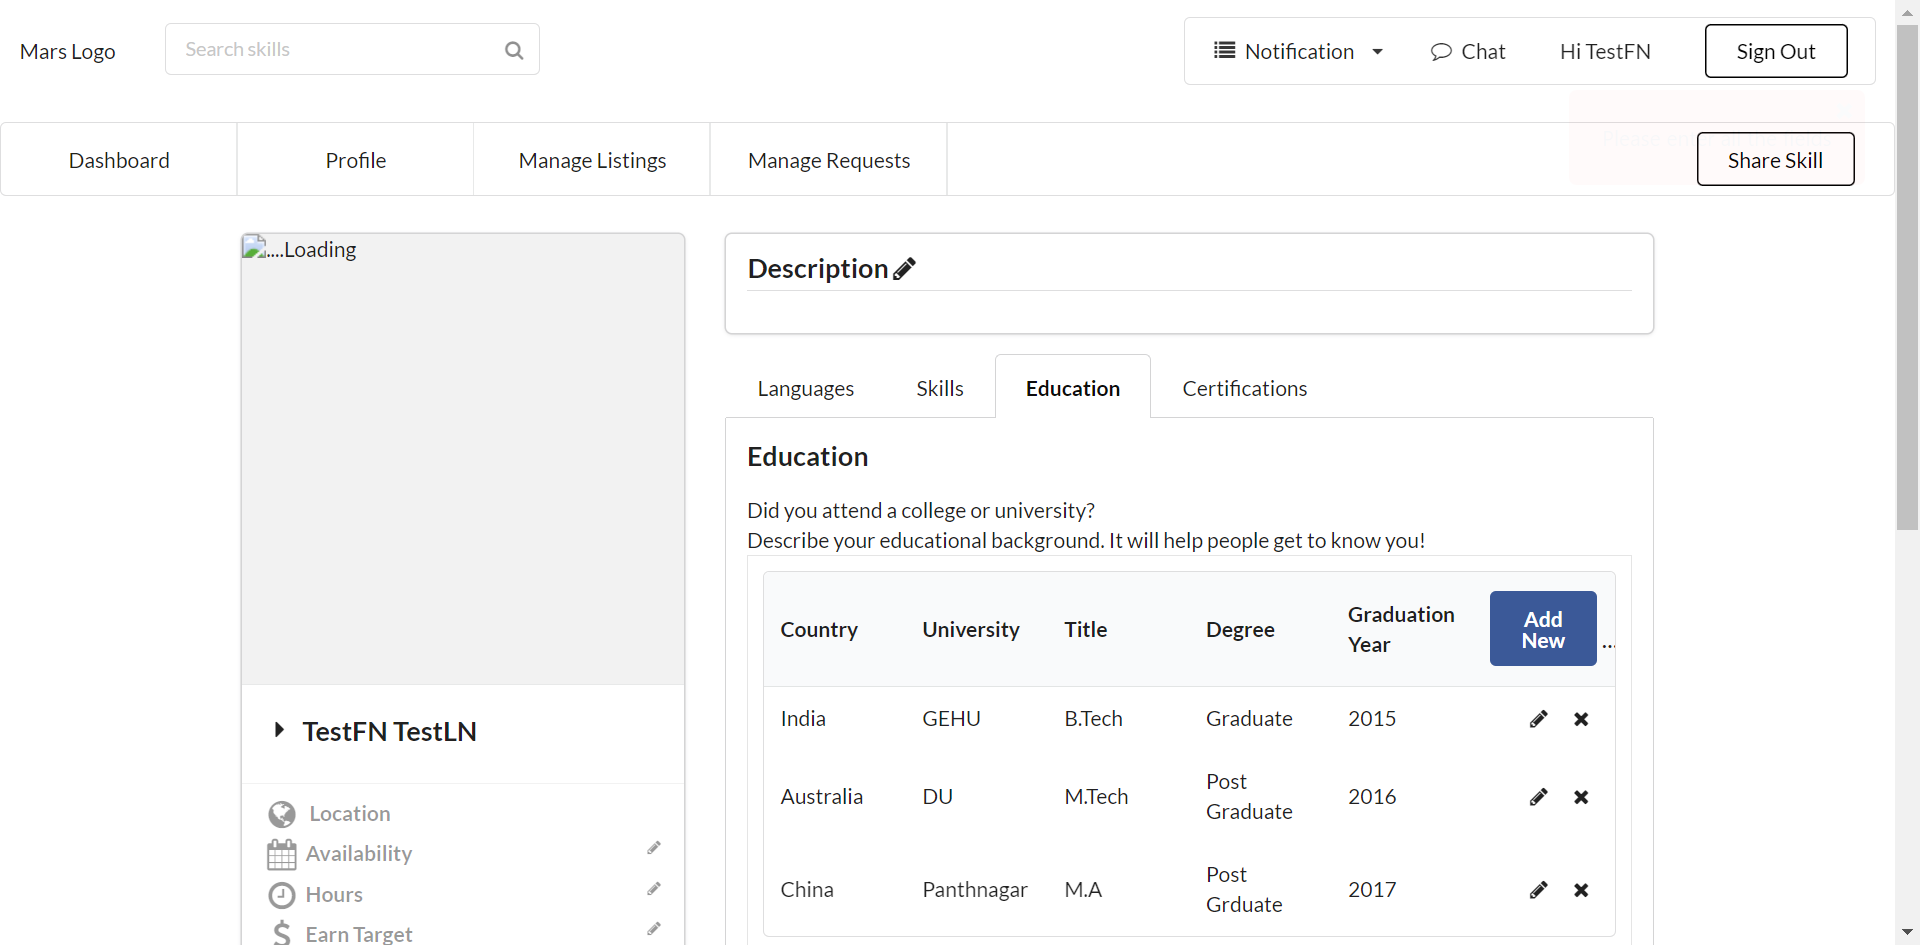 Mars Logo
Search skills
Notification
Chat
Hi TestFN
Sign Out
Dashboard
Profile
Manage Listings
Manage Requests
Share Skill
....Loading
TestFN TestLN
Location
Availability
Hours
Earn Target
Description
Languages
Skills
Education
Certifications
Education
Did you attend a college or university?
Describe your educational background. It will help people get to know you!
Country University Title Degree Graduation Year Add New ...
India GEHU B.Tech Graduate 2015
Australia DU M.Tech Post Graduate 2016
China Panthnagar M.A Post Grduate 2017